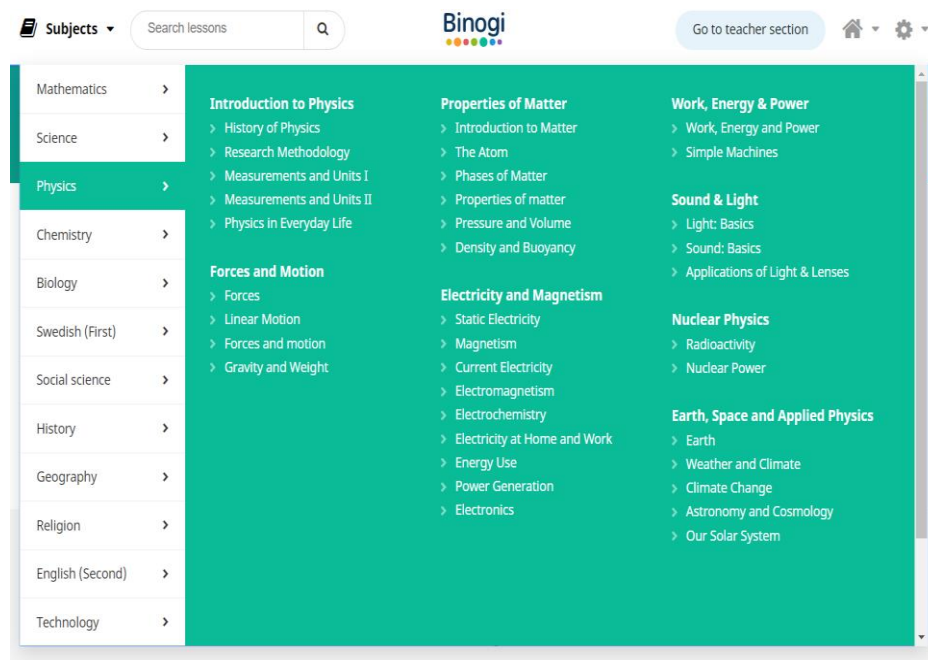 Subjects
Search lessons
Binogi
Go to teacher section
Mathematics
Science
Physics
Chemistry
Biology
Swedish (First)
Social science
History
Geography
Religion
English (Second)
Technology
Introduction to Physics
History of Physics
Research Methodology
Measurements and Units I
Measurements and Units II
Physics in Everyday Life
Forces and Motion
Forces
Linear Motion
Forces and motion
Gravity and Weight
Properties of Matter
Introduction to Matter
The Atom
Phases of Matter
Properties of matter
Pressure and Volume
Density and Buoyancy
Electricity and Magnetism
Static Electricity
Magnetism
Current Electricity
Electromagnetism
Electrochemistry
Electricity at Home and Work
Energy Use
Power Generation
Electronics
Work, Energy & Power
Work, Energy and Power
Simple Machines
Sound & Light
Light: Basics
Sound: Basics
Applications of Light & Lenses
Nuclear Physics
Radioactivity
Nuclear Power
Earth, Space and Applied Physics
Earth
Weather and Climate
Climate Change
Astronomy and Cosmology
Our Solar System